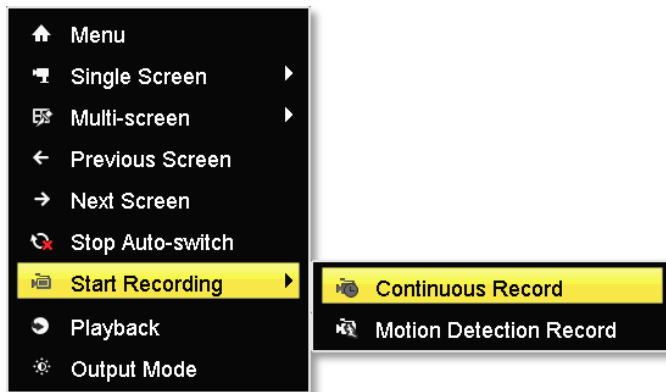 Menu
Single Screen
Multi-screen
Previous Screen
Next Screen
Stop Auto-switch
Start Recording
Continuous Record
Motion Detection Record
Playback
Output Mode